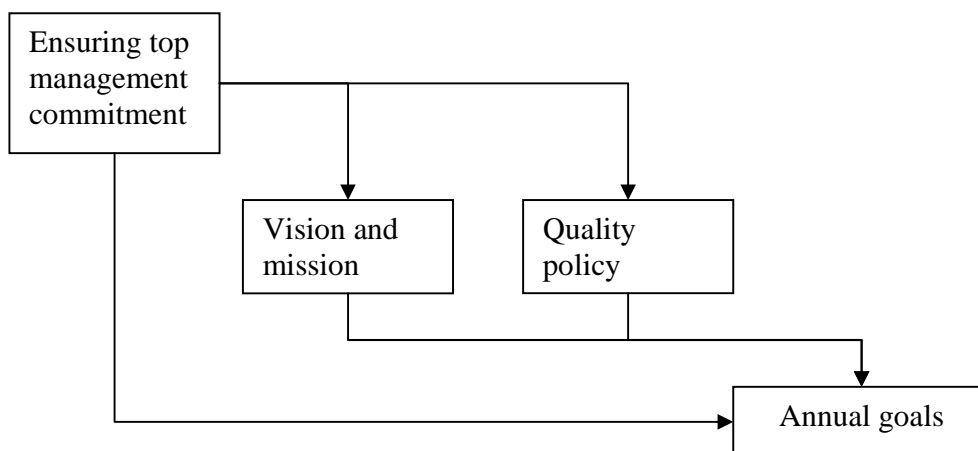 Ensuring top
management
commitment
Vision and
mission
Quality
policy
Annual goals